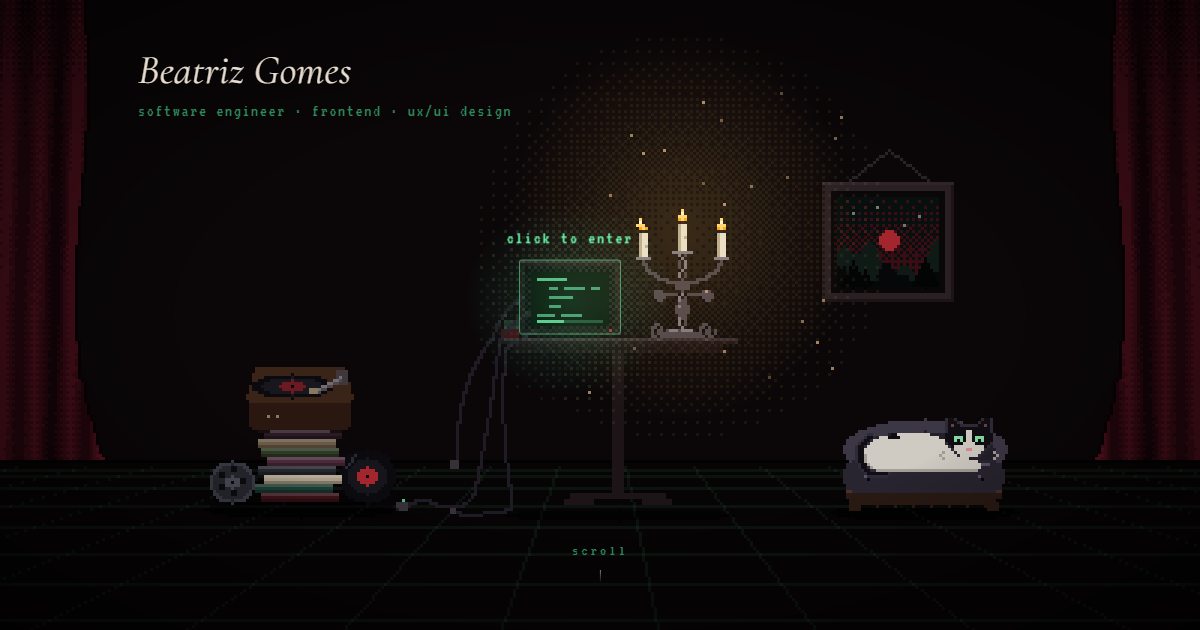 Beatriz Gomes
software engineer · frontend · ux/ui design
click to enter
scroll